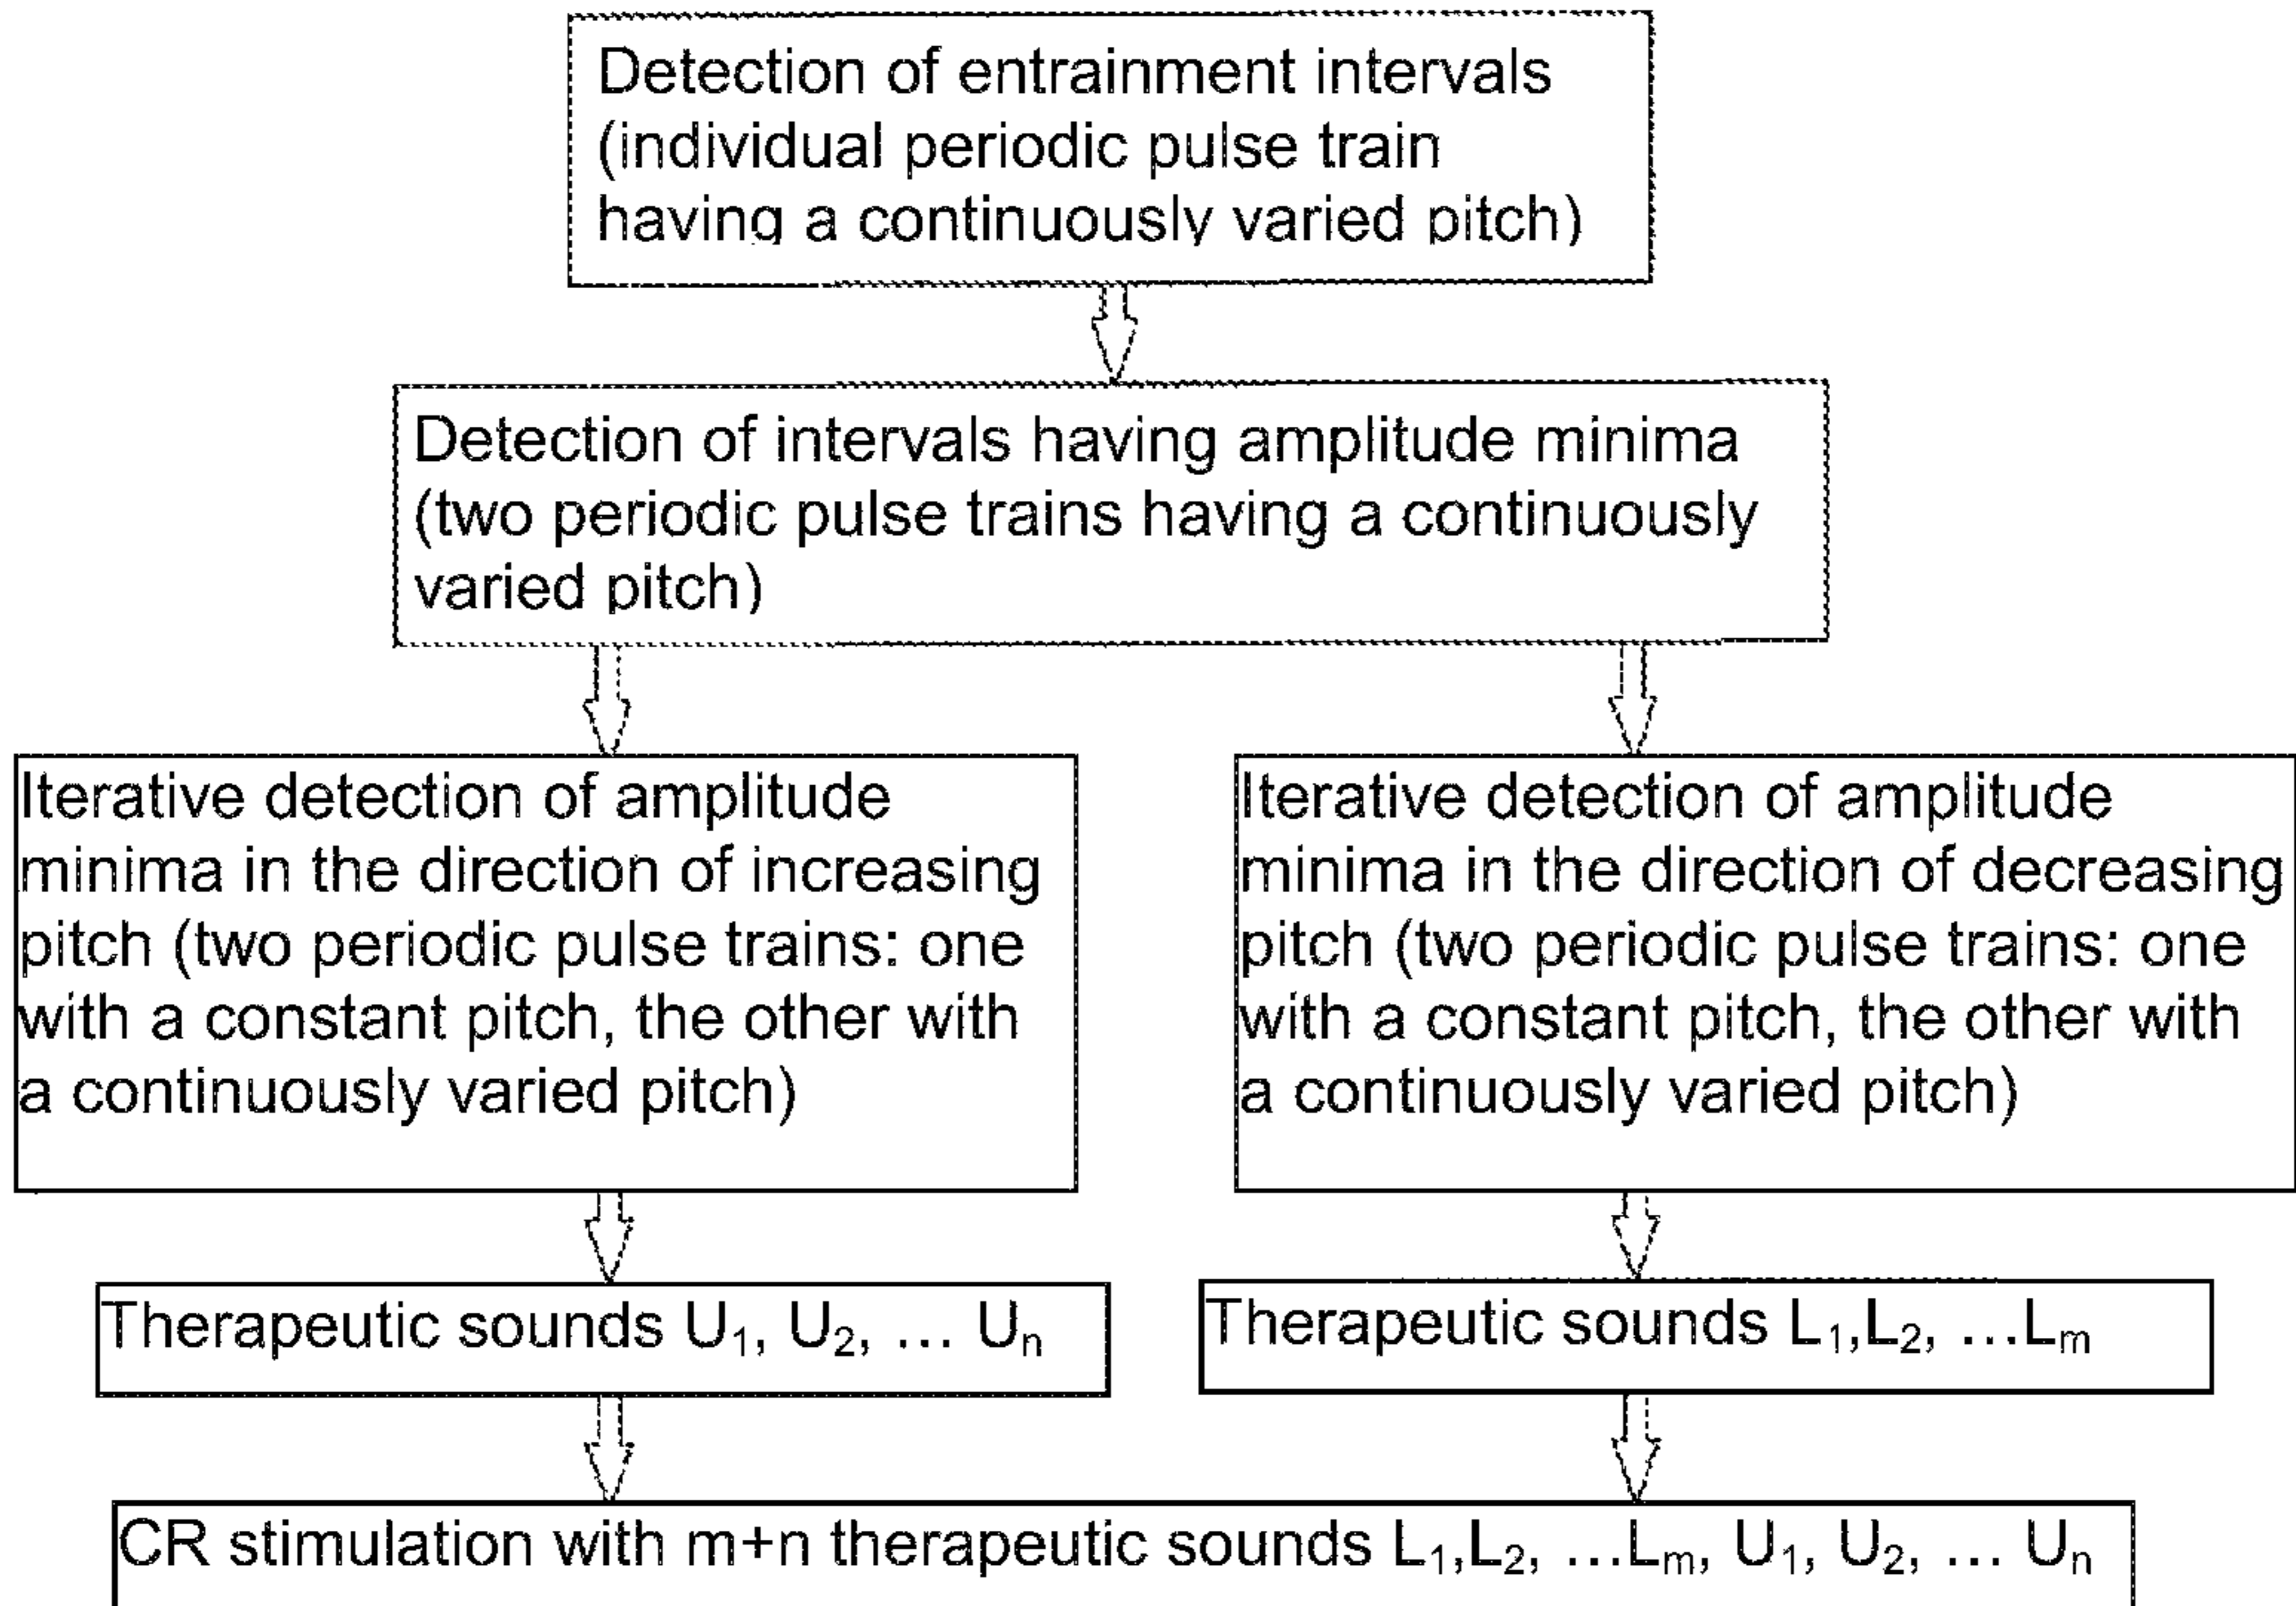 Detection of entrainment intervals
(individual periodic pulse train
having a continuously varied pitch)
Detection of intervals having amplitude minima
(two periodic pulse trains having a continuously
varied pitch)
Iterative detection of amplitude
minima in the direction of increasing
pitch (two periodic pulse trains: one
with a constant pitch, the other with
a continuously varied pitch)
Iterative detection of amplitude
minima in the direction of decreasing
pitch (two periodic pulse trains: one
with a constant pitch, the other with
a continuously varied pitch)
Therapeutic sounds U₁, U₂, … Uₙ
Therapeutic sounds L₁,L₂, …Lₘ
CR stimulation with m+n therapeutic sounds L₁,L₂, …Lₘ, U₁, U₂, … Uₙ